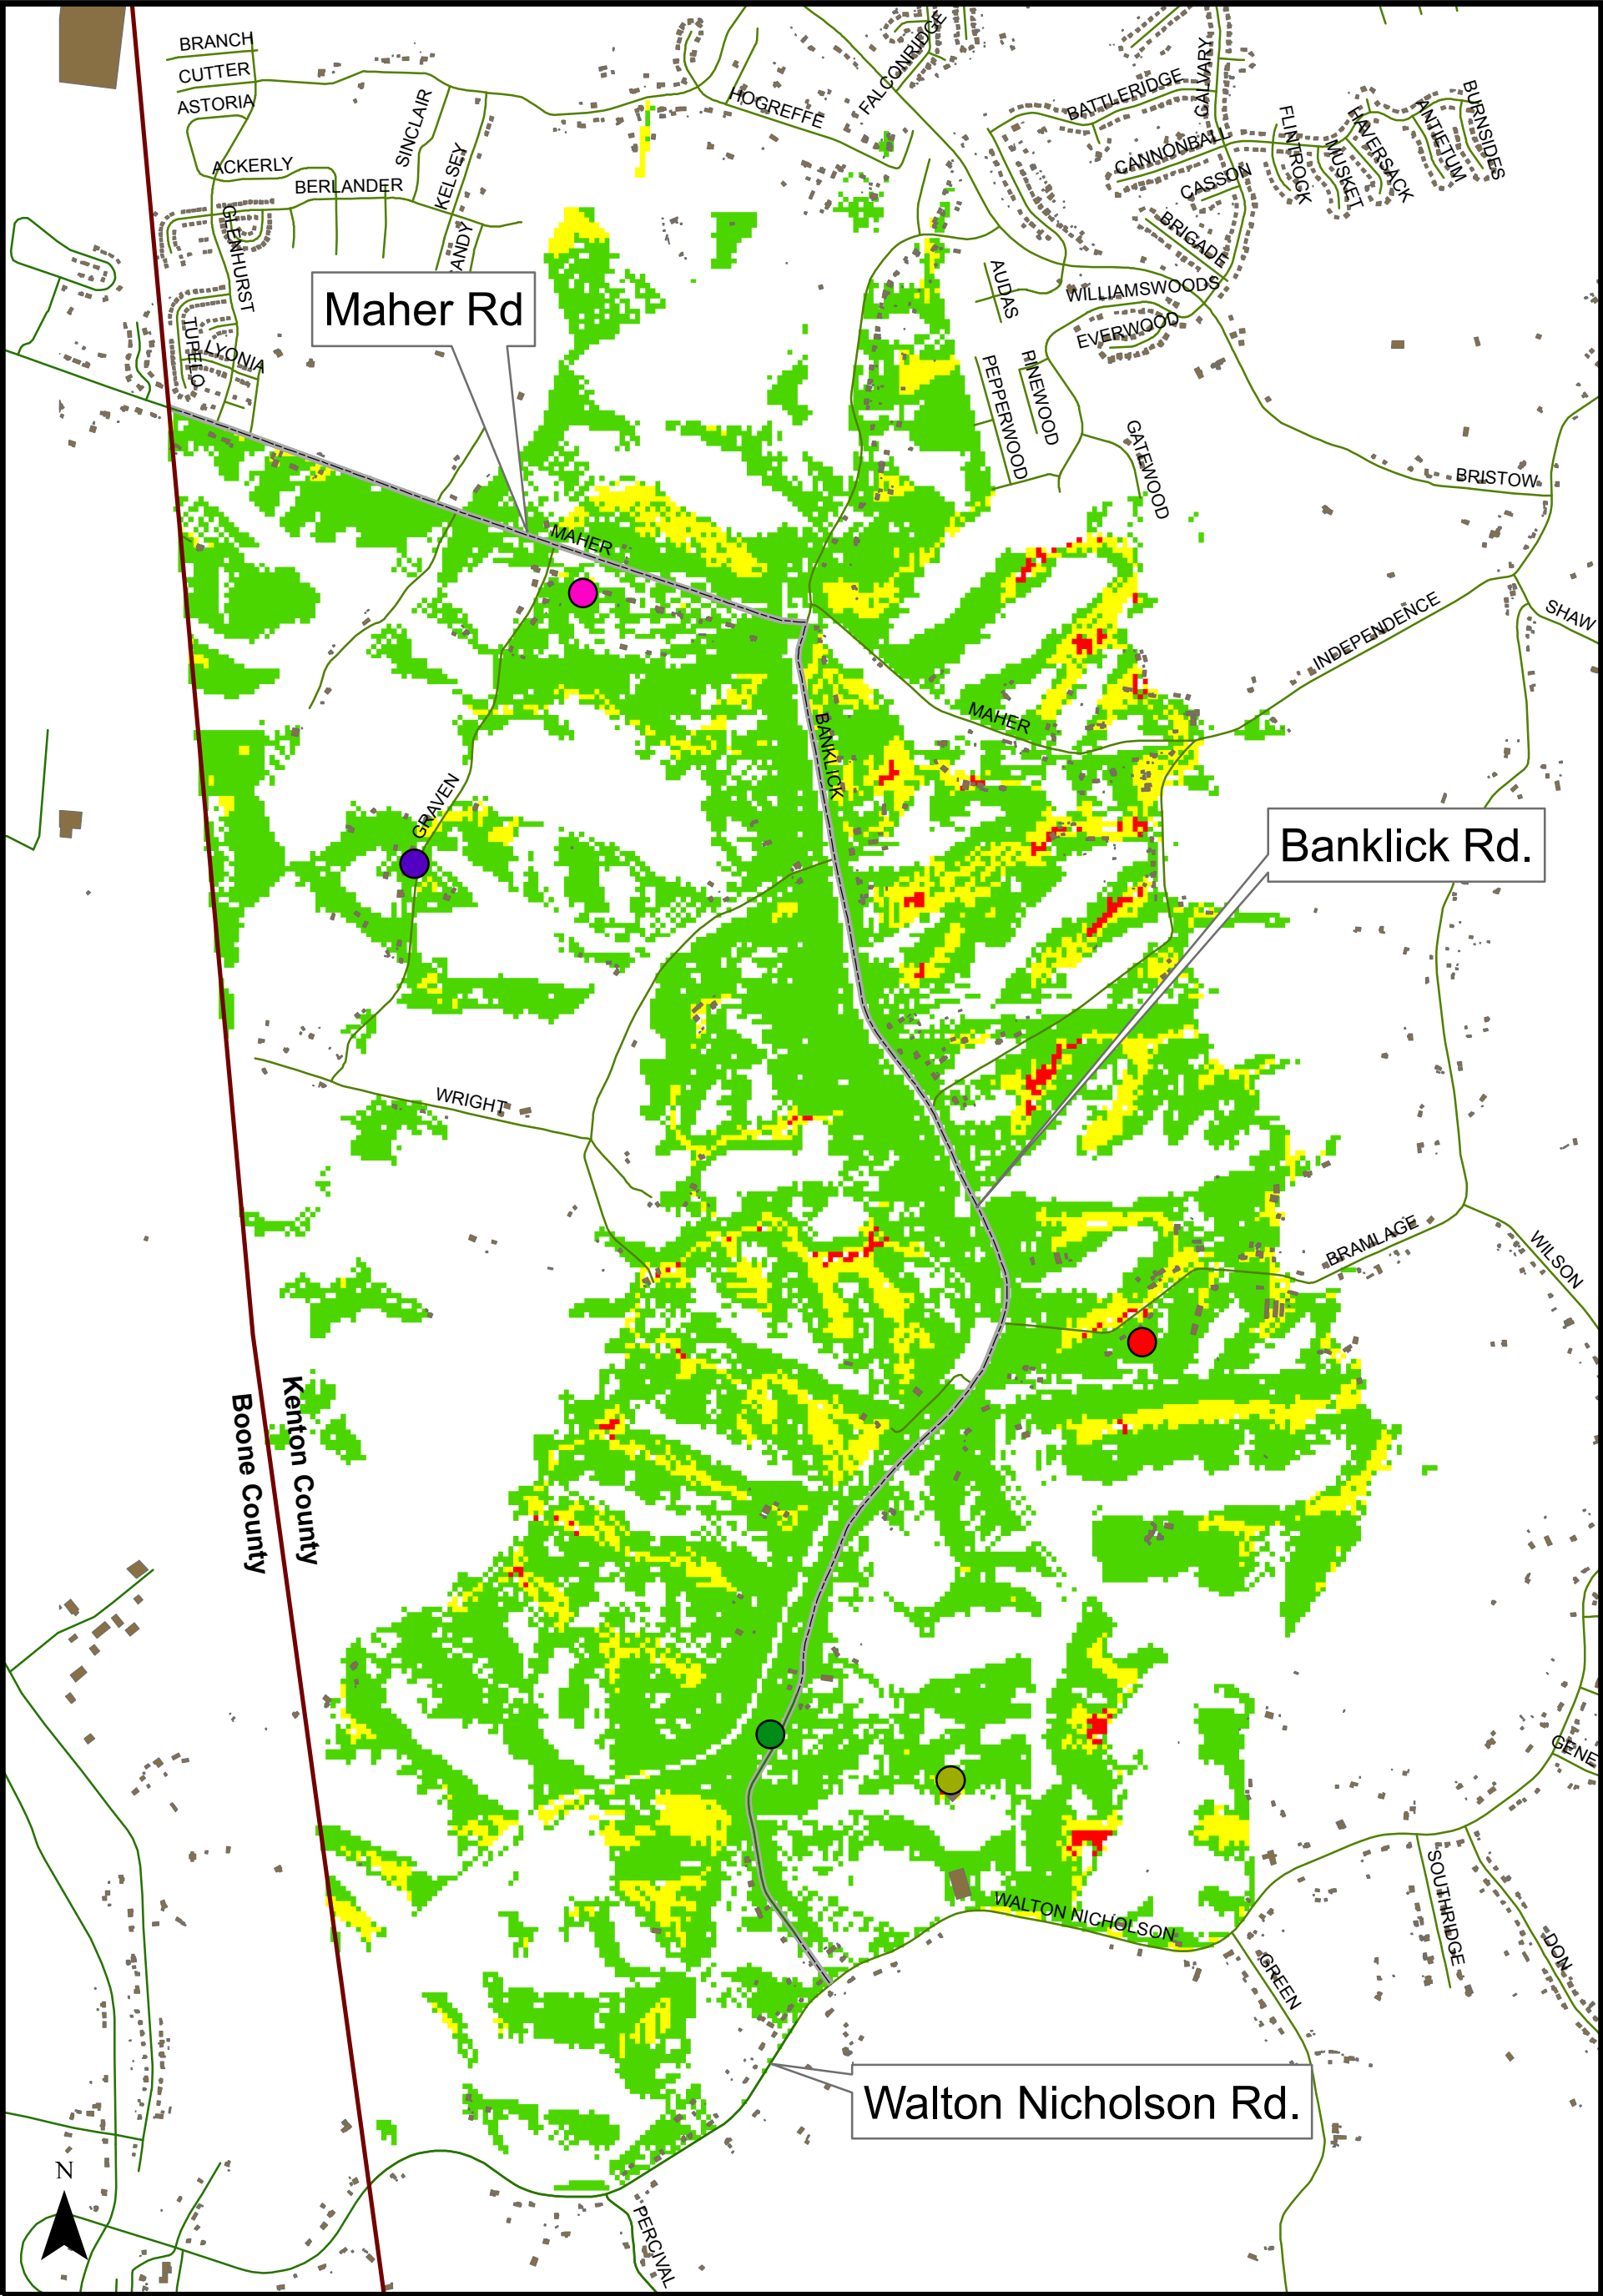 BRANCH
CUTTER
ASTORIA
SINCLAIR
KELSEY
HOGREFFE
FALCONRIDGE
BATTLERIDGE
CALVARY
CANNONBALL
CASSON
FLINTROCK
MUSKET
HAVERSACK
ANTIETUM
BURNSIDES
ACKERLY
BERLANDER
BRIGADE
GLENHURST
ANDY
AUDAS
WILLIAMSWOODS
EVERWOOD
Maher Rd
TUPELO
LYONIA
PEPPERWOOD
PINEWOOD
GATEWOOD
BRISTOW
MAHER
INDEPENDENCE
SHAW
MAHER
BANKLICK
GRAVEN
Banklick Rd.
WRIGHT
BRAMLAGE
WILSON
Kenton County
Boone County
GENE
SOUTHRIDGE
WALTON NICHOLSON
GREEN
DON
Walton Nicholson Rd.
N
PERCIVAL